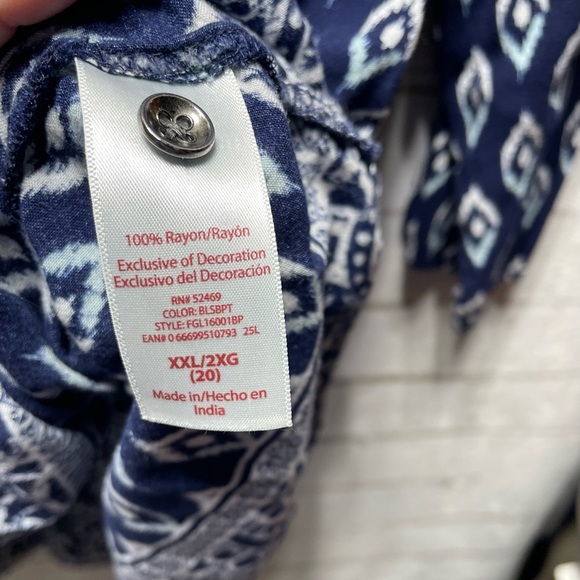 100% Rayon/Rayón
Exclusive of Decoration
Exclusivo del Decoración
RN# 52469
COLOR: BLSBPT
STYLE: FGL16001BP
EAN# 0 66699510793 25L
XXL/2XG
(20)
Made in/Hecho en
India